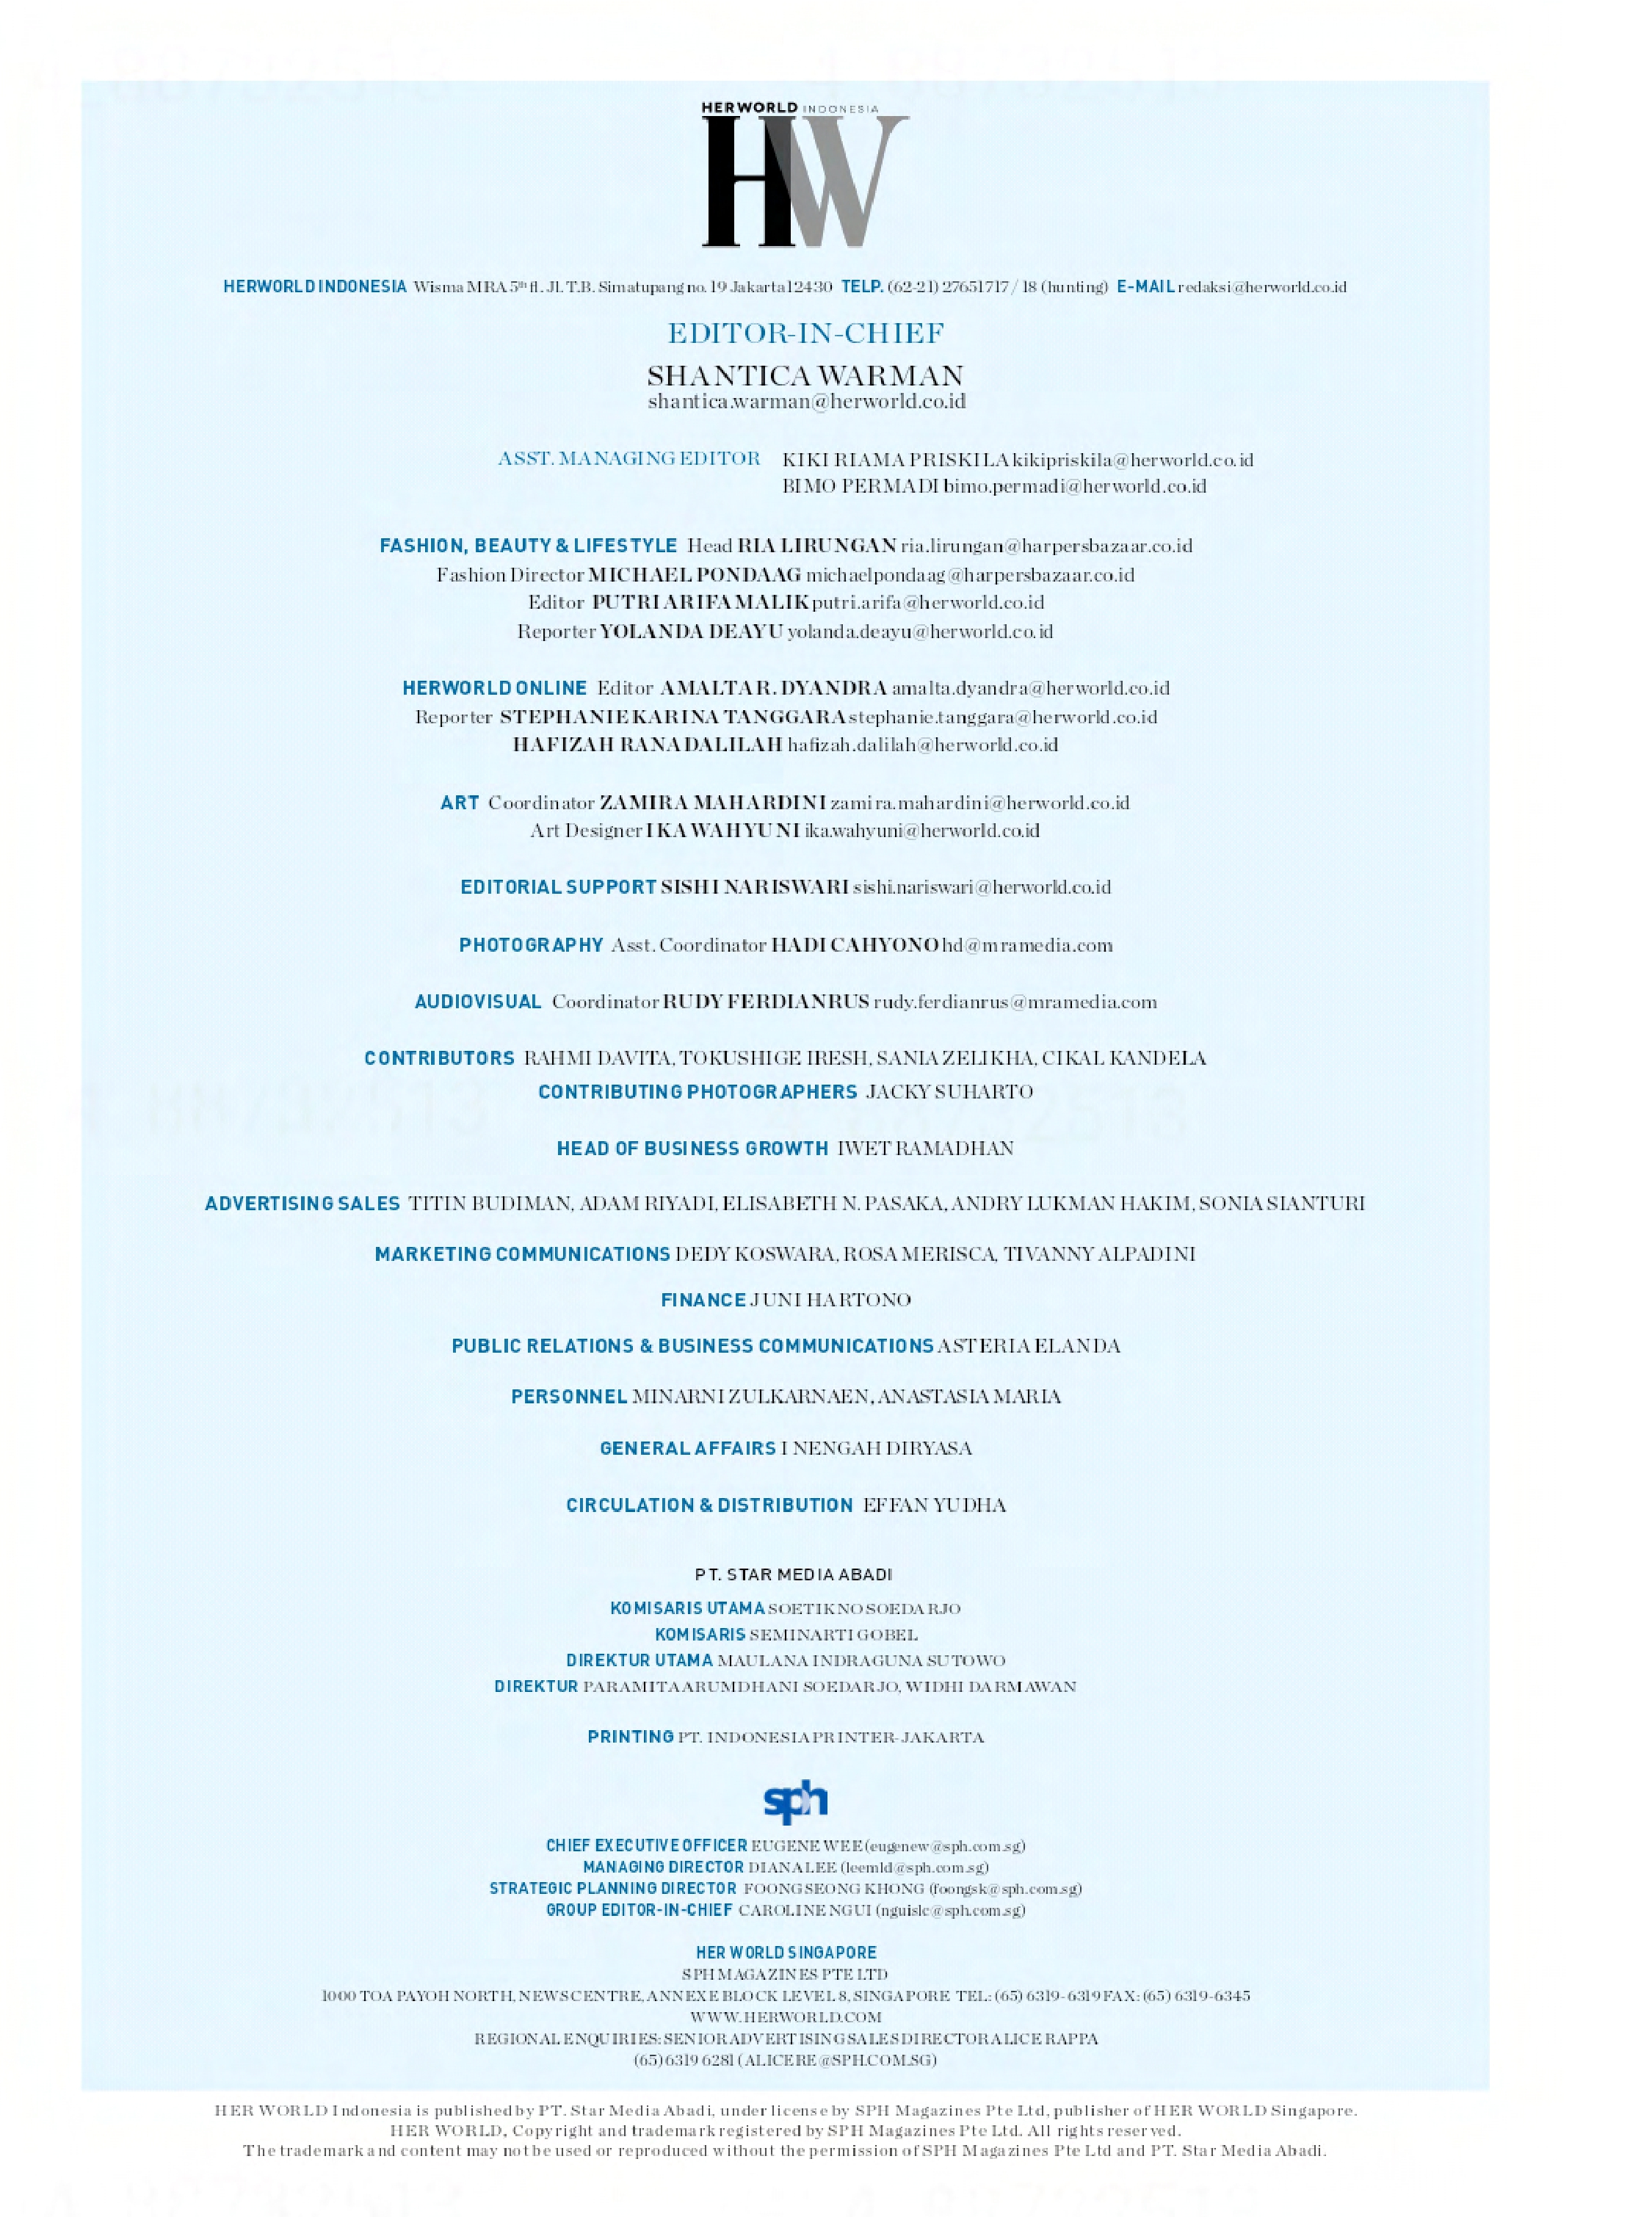 HERWORLD INDONESIA
HW
HERWORLD INDONESIA Wisma MRA 5th fl. Jl. T.B. Simatupang no. 19 Jakarta 12430 TELP. (62-21) 27651717 / 18 (hunting) E-MAIL redaksi@herworld.co.id
EDITOR-IN-CHIEF
SHANTICA WARMAN
shantica.warman@herworld.co.id
ASST. MANAGING EDITOR KIKI RIAMA PRISKILA kikipriskila@herworld.co.id
BIMO PERMADI bimo.permadi@herworld.co.id
FASHION, BEAUTY & LIFESTYLE Head RIA LIRUNGAN ria.lirungan@harpersbazaar.co.id
Fashion Director MICHAEL PONDAAG michaelpondaag@harpersbazaar.co.id
Editor PUTRI ARIFA MALIK putri.arifa@herworld.co.id
Reporter YOLANDA DEAYU yolanda.deayu@herworld.co.id
HERWORLD ONLINE Editor AMALTA R. DYANDRA amalta.dyandra@herworld.co.id
Reporter STEPHANIE KARINA TANGGARA stephanie.tanggara@herworld.co.id
HAFIZAH RANA DALILAH hafizah.dalilah@herworld.co.id
ART Coordinator ZAMIRA MAHARDINI zamira.mahardini@herworld.co.id
Art Designer IKA WAHYUNI ika.wahyuni@herworld.co.id
EDITORIAL SUPPORT SISHI NARISWARI sishi.nariswari@herworld.co.id
PHOTOGRAPHY Asst. Coordinator HADI CAHYONO hd@mramedia.com
AUDIOVISUAL Coordinator RUDY FERDIANRUS rudy.ferdianrus@mramedia.com
CONTRIBUTORS RAHMI DAVITA, TOKUSHIGE IRESH, SANIA ZELIKHA, CIKAL KANDELA
CONTRIBUTING PHOTOGRAPHERS JACKY SUHARTO
HEAD OF BUSINESS GROWTH IWET RAMADHAN
ADVERTISING SALES TITIN BUDIMAN, ADAM RIYADI, ELISABETH N. PASAKA, ANDRY LUKMAN HAKIM, SONIA SIANTURI
MARKETING COMMUNICATIONS DEDY KOSWARA, ROSA MERISCA, TIVANNY ALPADINI
FINANCE JUNI HARTONO
PUBLIC RELATIONS & BUSINESS COMMUNICATIONS ASTERIA ELANDA
PERSONNEL MINARNI ZULKARNAEN, ANASTASIA MARIA
GENERAL AFFAIRS I NENGAH DIRYASA
CIRCULATION & DISTRIBUTION EFFAN YUDHA
PT. STAR MEDIA ABADI
KOMISARIS UTAMA SOETIKNO SOEDARJO
KOMISARIS SEMINARTI GOBEL
DIREKTUR UTAMA MAULANA INDRAGUNA SUTOWO
DIREKTUR PARAMITA ARUMDHANI SOEDARJO, WIDHI DARMAWAN
PRINTING PT. INDONESIA PRINTER-JAKARTA
sph
CHIEF EXECUTIVE OFFICER EUGENE WEE (eugenew@sph.com.sg)
MANAGING DIRECTOR DIANA LEE (leemld@sph.com.sg)
STRATEGIC PLANNING DIRECTOR FOONG SEONG KHONG (foongsk@sph.com.sg)
GROUP EDITOR-IN-CHIEF CAROLINE NGUI (nguislc@sph.com.sg)
HER WORLD SINGAPORE
SPH MAGAZINES PTE LTD
1000 TOA PAYOH NORTH, NEWS CENTRE, ANNEXE BLOCK LEVEL 8, SINGAPORE TEL: (65) 6319-6319 FAX: (65) 6319-6345
WWW.HERWORLD.COM
REGIONAL ENQUIRIES: SENIOR ADVERTISING SALES DIRECTOR ALICE RAPPA
(65) 6319 6281 (ALICERE@SPH.COM.SG)
HER WORLD Indonesia is published by PT. Star Media Abadi, under license by SPH Magazines Pte Ltd, publisher of HER WORLD Singapore.
HER WORLD, Copyright and trademark registered by SPH Magazines Pte Ltd. All rights reserved.
The trademark and content may not be used or reproduced without the permission of SPH Magazines Pte Ltd and PT. Star Media Abadi.